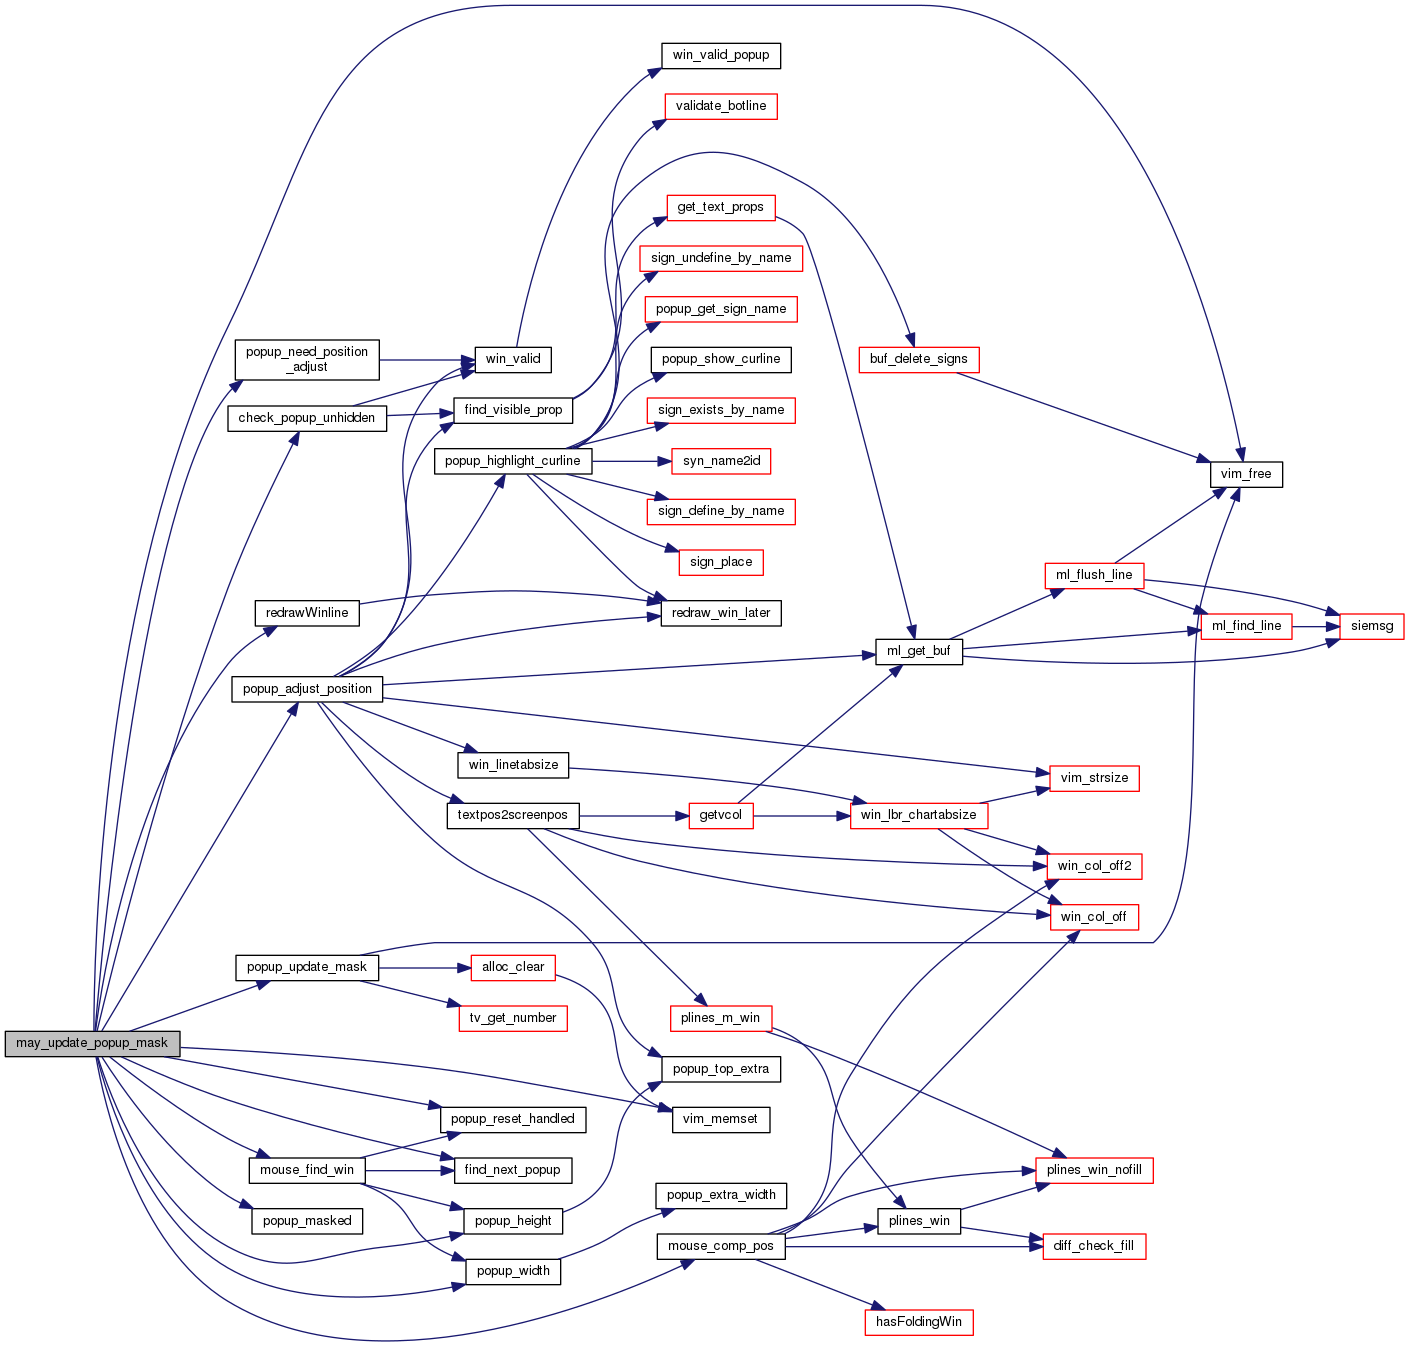 win_valid_popup
validate_botline
get_text_props
sign_undefine_by_name
popup_get_sign_name
popup_need_position
_adjust
win_valid
popup_show_curline
buf_delete_signs
check_popup_unhidden
find_visible_prop
sign_exists_by_name
popup_highlight_curline
syn_name2id
vim_free
sign_define_by_name
sign_place
ml_flush_line
redrawWinline
redraw_win_later
ml_find_line
siemsg
ml_get_buf
popup_adjust_position
win_linetabsize
vim_strsize
textpos2screenpos
getvcol
win_lbr_chartabsize
win_col_off2
win_col_off
popup_update_mask
alloc_clear
tv_get_number
plines_m_win
may_update_popup_mask
popup_top_extra
popup_reset_handled
vim_memset
mouse_find_win
find_next_popup
plines_win_nofill
popup_extra_width
popup_masked
popup_height
plines_win
mouse_comp_pos
diff_check_fill
popup_width
hasFoldingWin